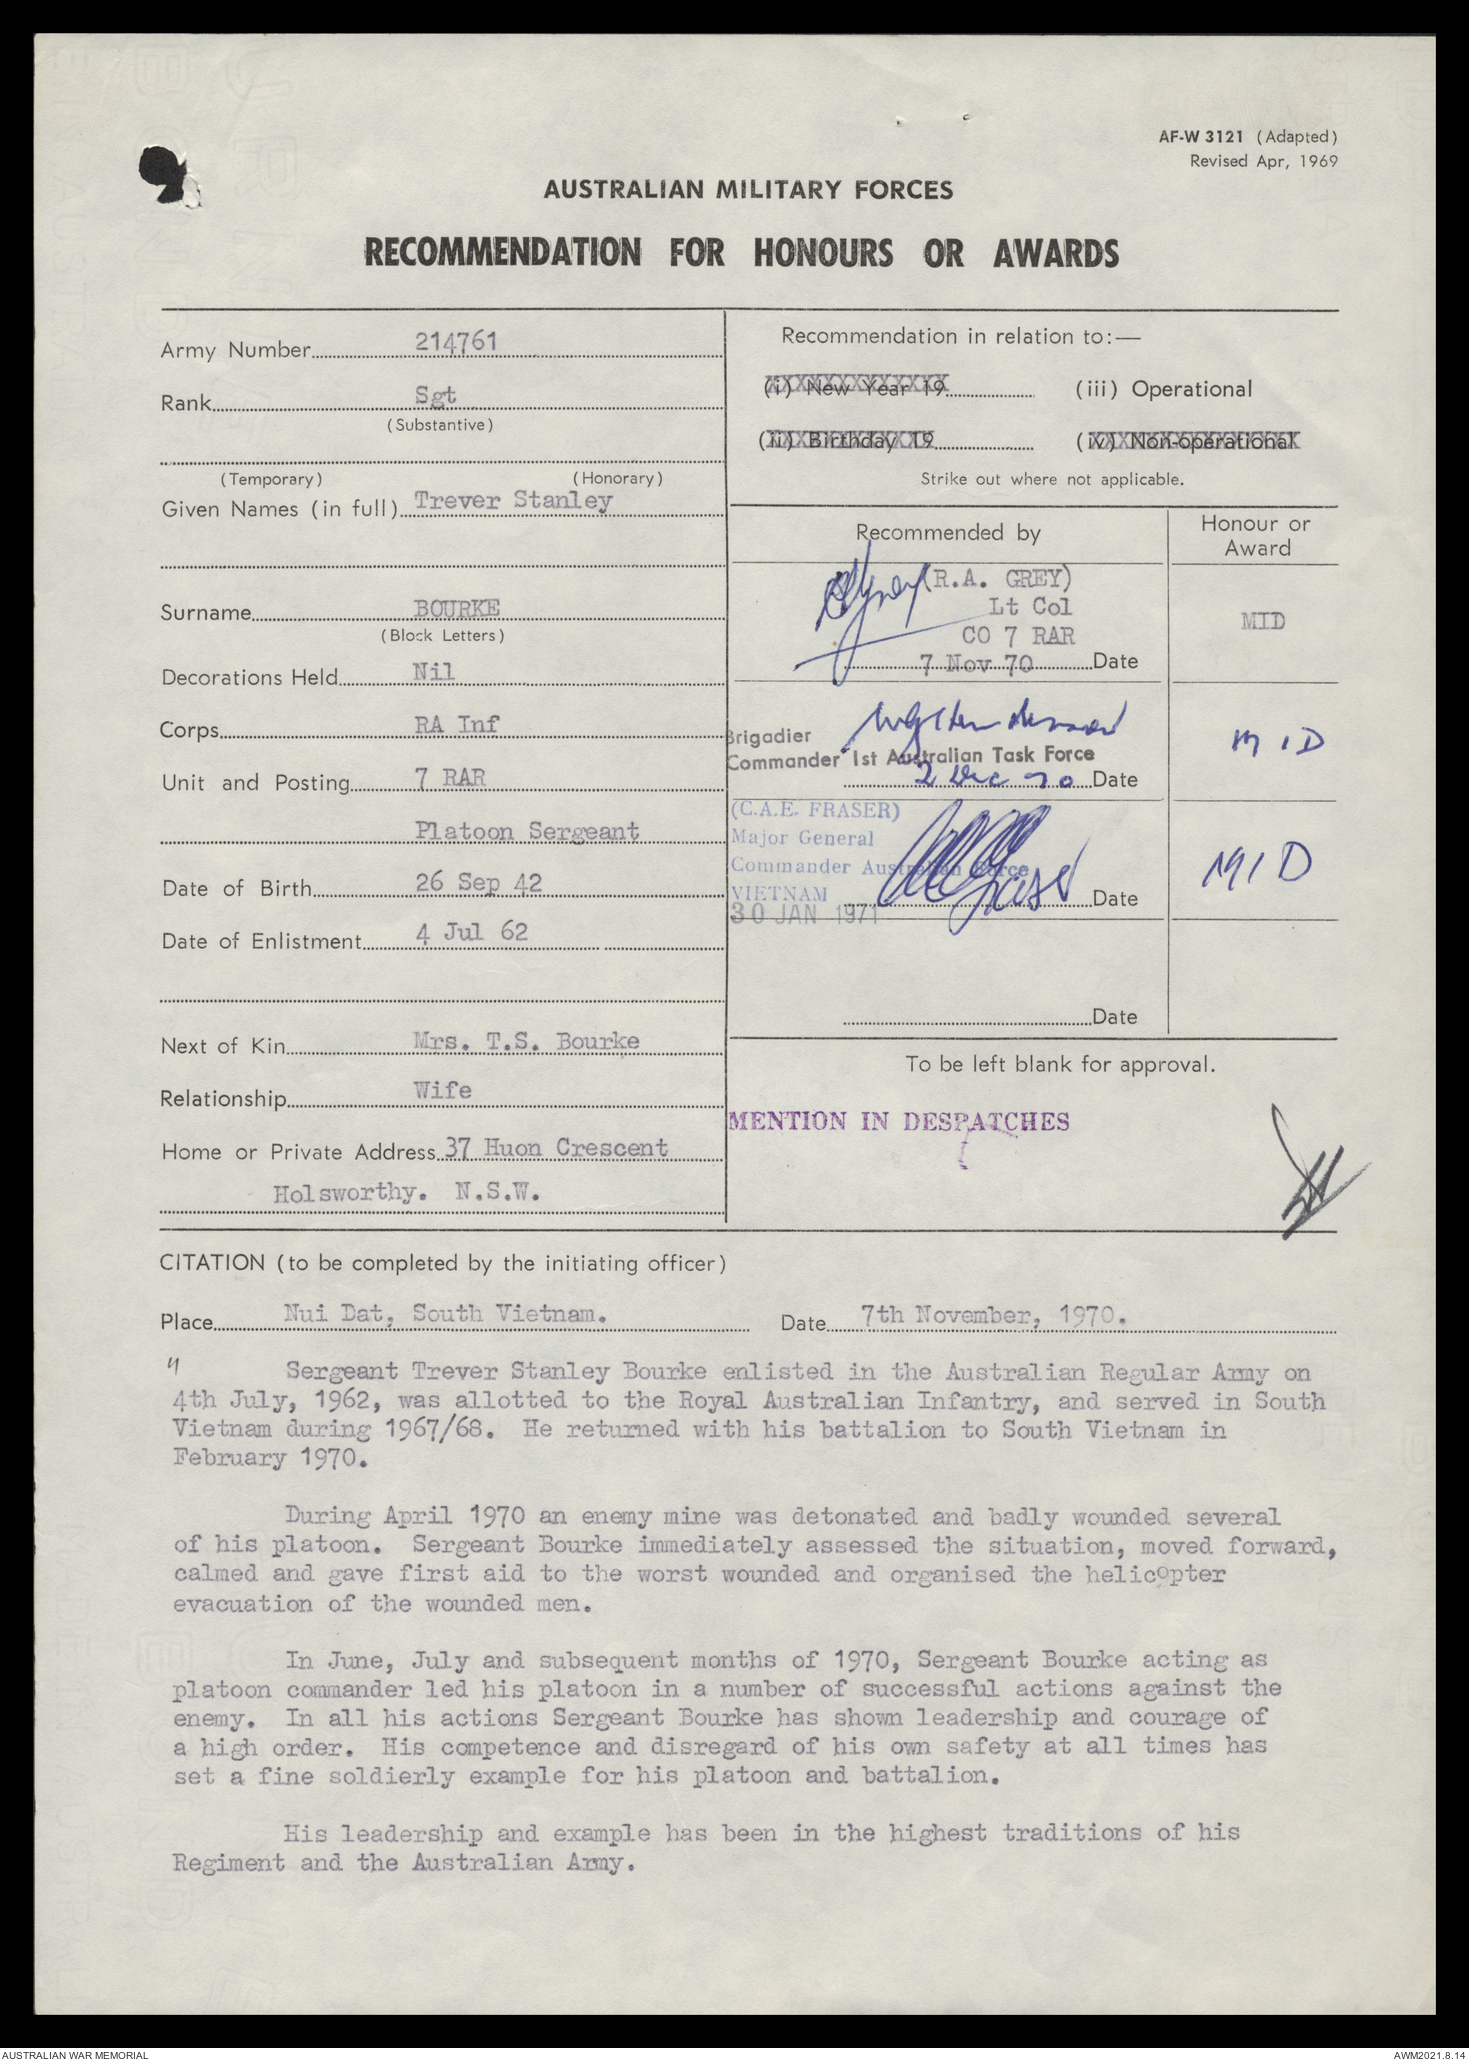 AF-W 3121 (Adapted)
Revised Apr, 1969
AUSTRALIAN MILITARY FORCES
RECOMMENDATION FOR HONOURS OR AWARDS
Army Number 214761
Rank Sgt
(Substantive)
(Temporary) (Honorary)
Given Names (in full) Trever Stanley
Surname BOURKE
(Block Letters)
Decorations Held Nil
Corps RA Inf
Unit and Posting 7 RAR
Platoon Sergeant
Date of Birth 26 Sep 42
Date of Enlistment 4 Jul 62
Next of Kin Mrs. T.S. Bourke
Relationship Wife
Home or Private Address 37 Huon Crescent
Holsworthy. N.S.W.
Recommendation in relation to:—
(i) New Year 19 (iii) Operational
(ii) Birthday 19 (iv) Non-operational
Strike out where not applicable.
Recommended by Honour or
Award
(R.A. GREY)
Lt Col
CO 7 RAR
7 Nov 70 Date
MID
Brigadier
Commander 1st Australian Task Force
2 Dec 70 Date
MID
(C.A.E. FRASER)
Major General
Commander Australian Force
VIETNAM
30 JAN 1971 Date
MID
Date
To be left blank for approval.
MENTION IN DESPATCHES
CITATION (to be completed by the initiating officer)
Place Nui Dat, South Vietnam. Date 7th November, 1970.
" Sergeant Trever Stanley Bourke enlisted in the Australian Regular Army on
4th July, 1962, was allotted to the Royal Australian Infantry, and served in South
Vietnam during 1967/68. He returned with his battalion to South Vietnam in
February 1970.
During April 1970 an enemy mine was detonated and badly wounded several
of his platoon. Sergeant Bourke immediately assessed the situation, moved forward,
calmed and gave first aid to the worst wounded and organised the helicopter
evacuation of the wounded men.
In June, July and subsequent months of 1970, Sergeant Bourke acting as
platoon commander led his platoon in a number of successful actions against the
enemy. In all his actions Sergeant Bourke has shown leadership and courage of
a high order. His competence and disregard of his own safety at all times has
set a fine soldierly example for his platoon and battalion.
His leadership and example has been in the highest traditions of his
Regiment and the Australian Army.
AUSTRALIAN WAR MEMORIAL
AWM2021.8.14